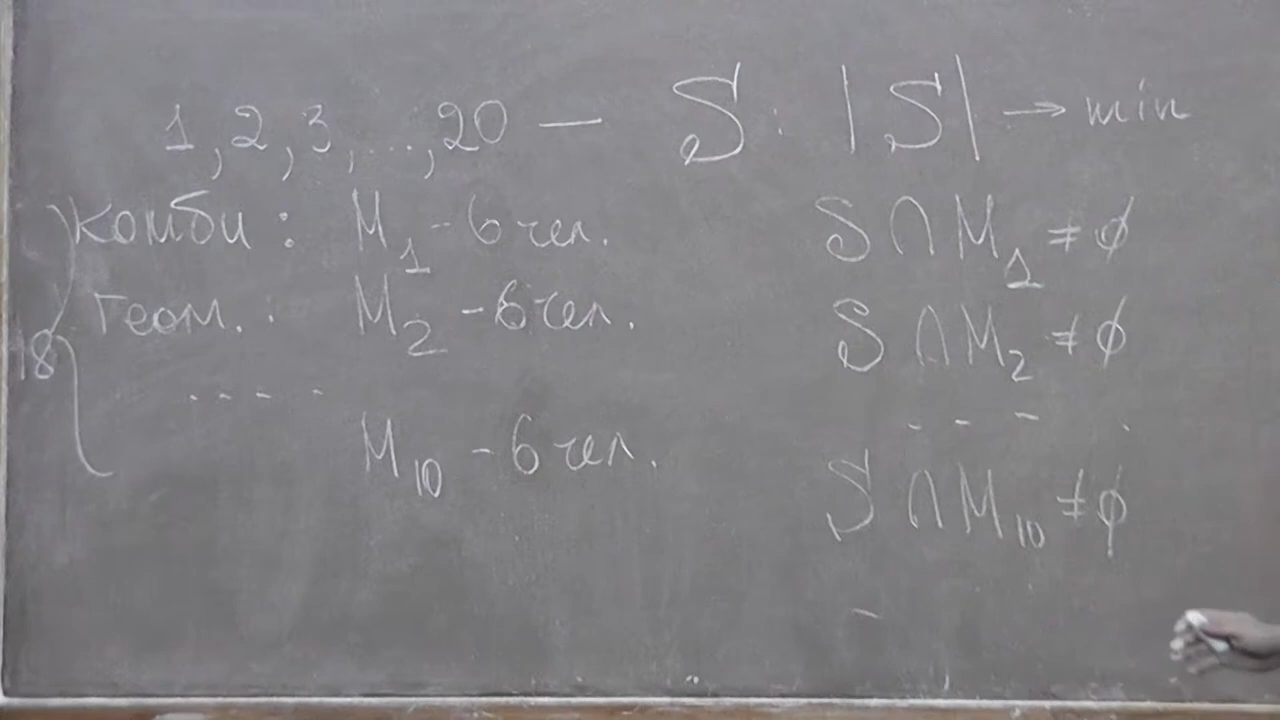 1, 2, 3, ..., 20 — S : |S| → min
Комби : M₁ - 6 чел. S ∩ M₁ ≠ ∅
Геом. : M₂ - 6 чел. S ∩ M₂ ≠ ∅
18
. . . . . . . .
M₁₀ - 6 чел. S ∩ M₁₀ ≠ ∅